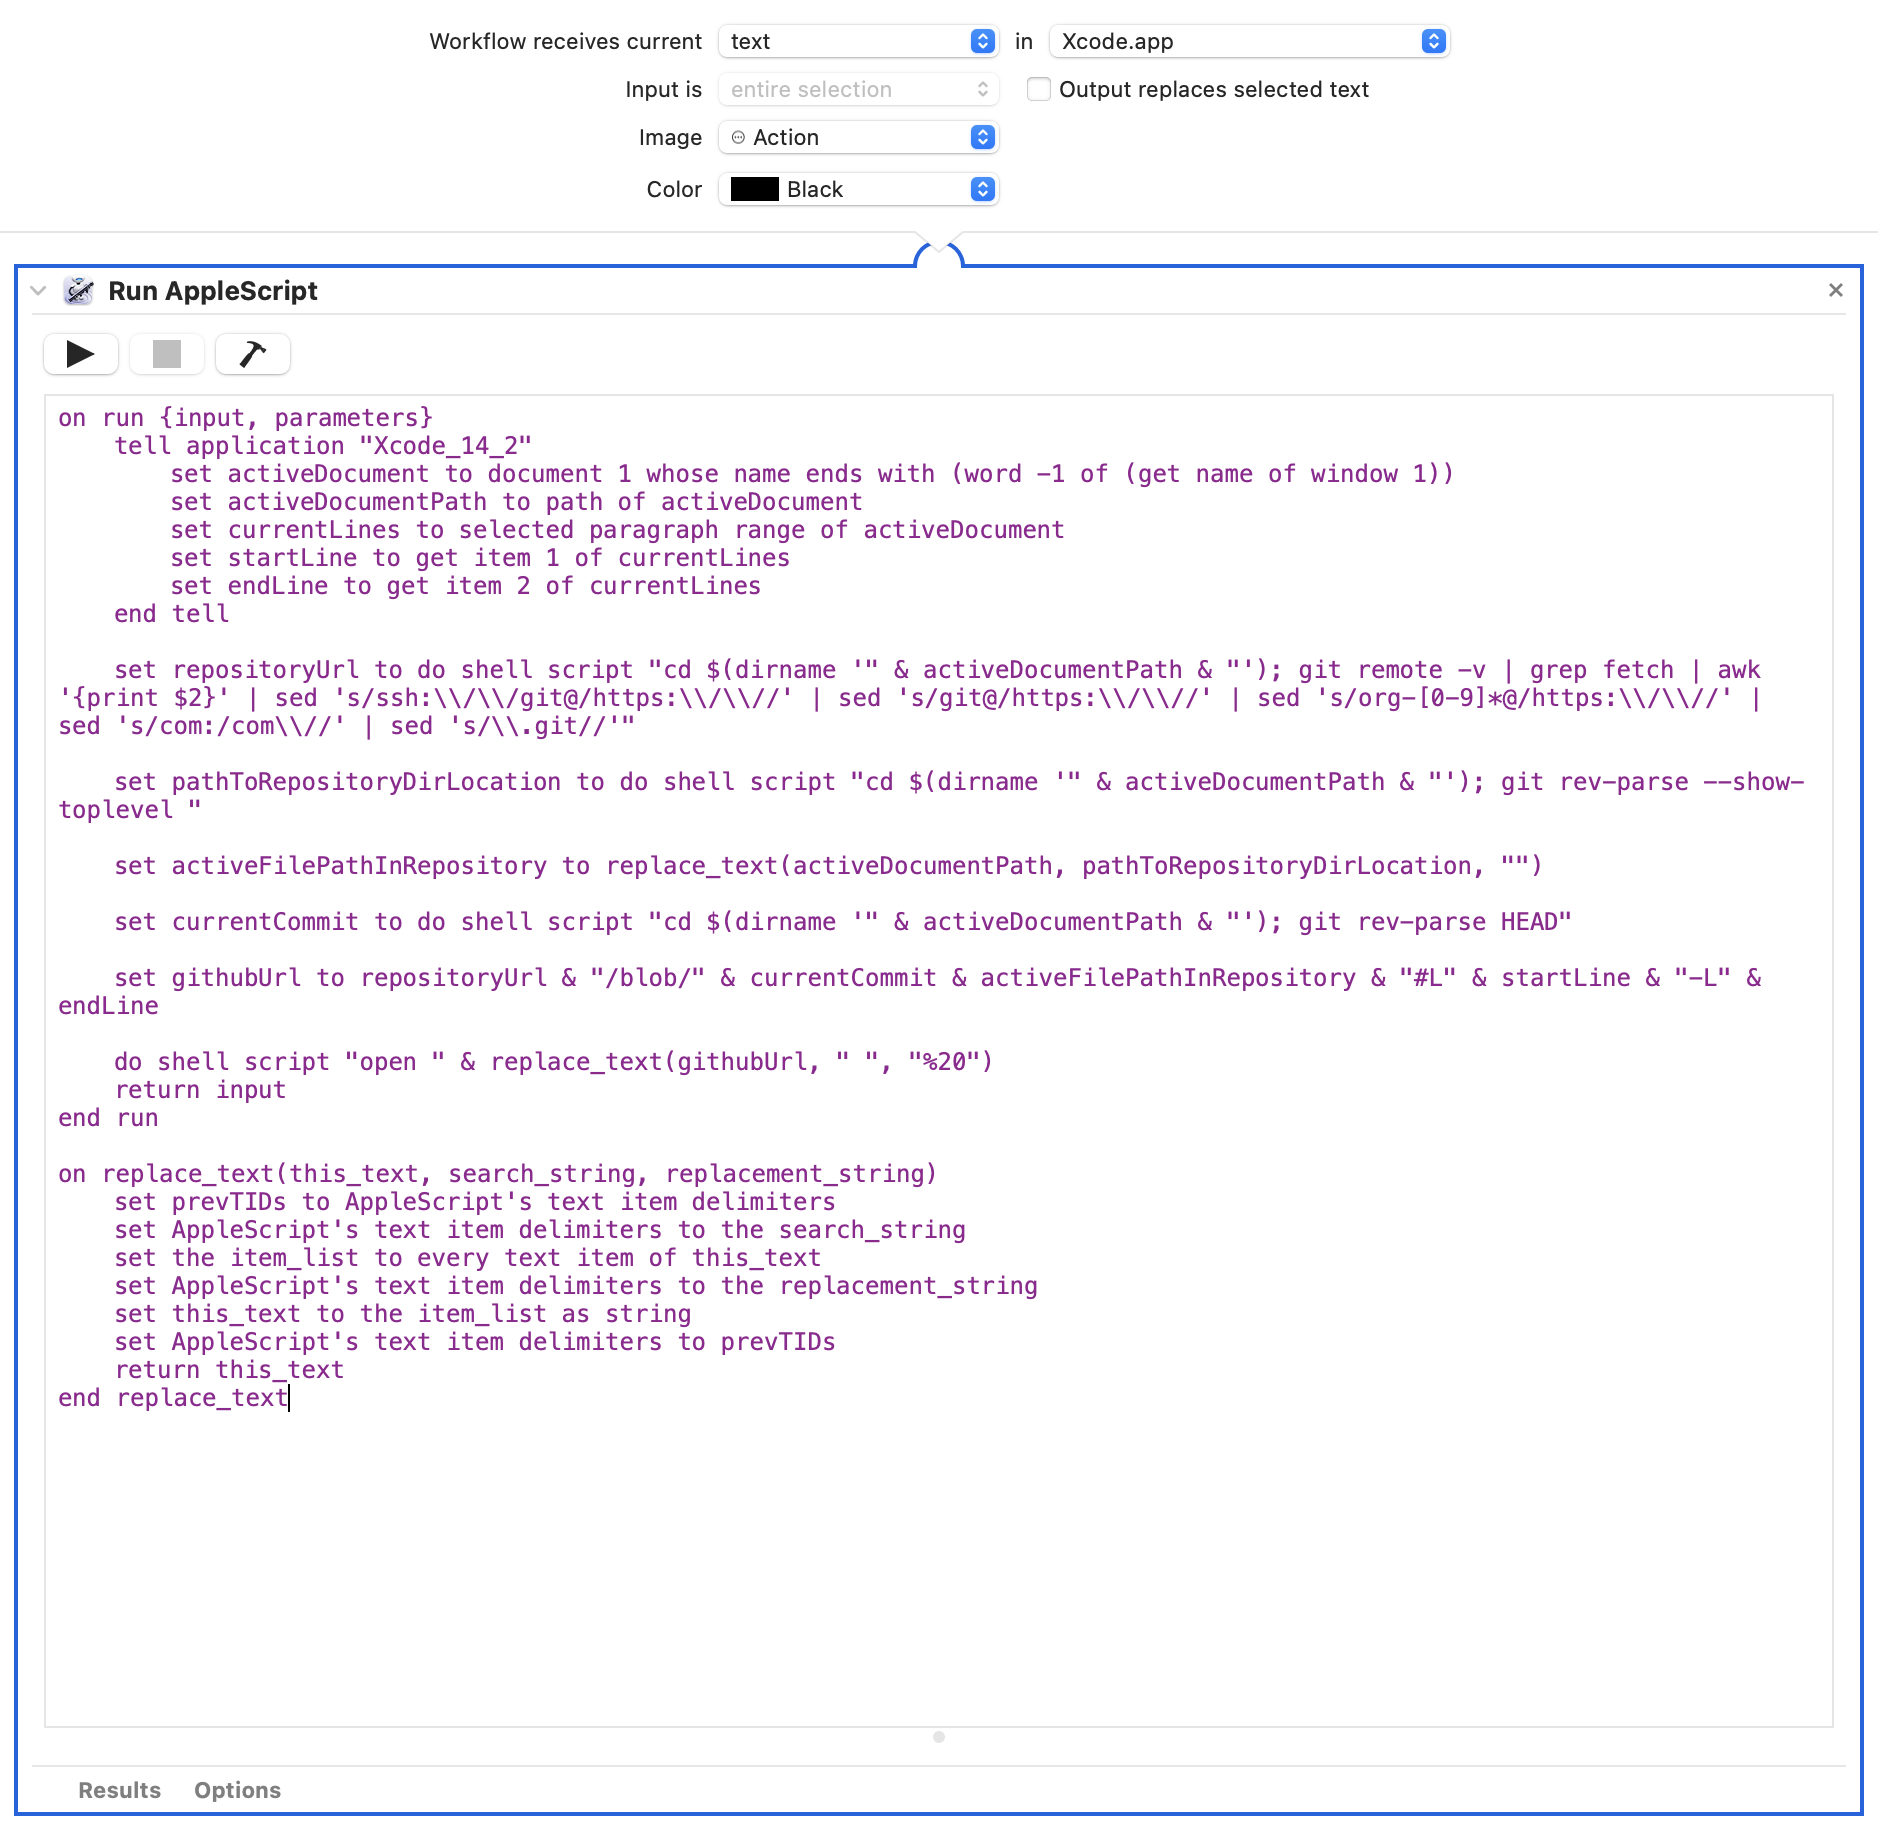 Workflow receives current text in Xcode.app
Input is entire selection Output replaces selected text
Image Action
Color Black
Run AppleScript
on run {input, parameters}
tell application "Xcode_14_2"
set activeDocument to document 1 whose name ends with (word -1 of (get name of window 1))
set activeDocumentPath to path of activeDocument
set currentLines to selected paragraph range of activeDocument
set startLine to get item 1 of currentLines
set endLine to get item 2 of currentLines
end tell
set repositoryUrl to do shell script "cd $(dirname '" & activeDocumentPath & "'); git remote -v | grep fetch | awk
'{print $2}' | sed 's/ssh:\\/\\/git@/https:\\/\\//' | sed 's/git@/https:\\/\\//' | sed 's/org-[0-9]*@/https:\\/\\//' |
sed 's/com:/com\\//' | sed 's/\\.git//'"
set pathToRepositoryDirLocation to do shell script "cd $(dirname '" & activeDocumentPath & "'); git rev-parse --show-
toplevel "
set activeFilePathInRepository to replace_text(activeDocumentPath, pathToRepositoryDirLocation, "")
set currentCommit to do shell script "cd $(dirname '" & activeDocumentPath & "'); git rev-parse HEAD"
set githubUrl to repositoryUrl & "/blob/" & currentCommit & activeFilePathInRepository & "#L" & startLine & "-L" &
endLine
do shell script "open " & replace_text(githubUrl, " ", "%20")
return input
end run
on replace_text(this_text, search_string, replacement_string)
set prevTIDs to AppleScript's text item delimiters
set AppleScript's text item delimiters to the search_string
set the item_list to every text item of this_text
set AppleScript's text item delimiters to the replacement_string
set this_text to the item_list as string
set AppleScript's text item delimiters to prevTIDs
return this_text
end replace_text
Results Options